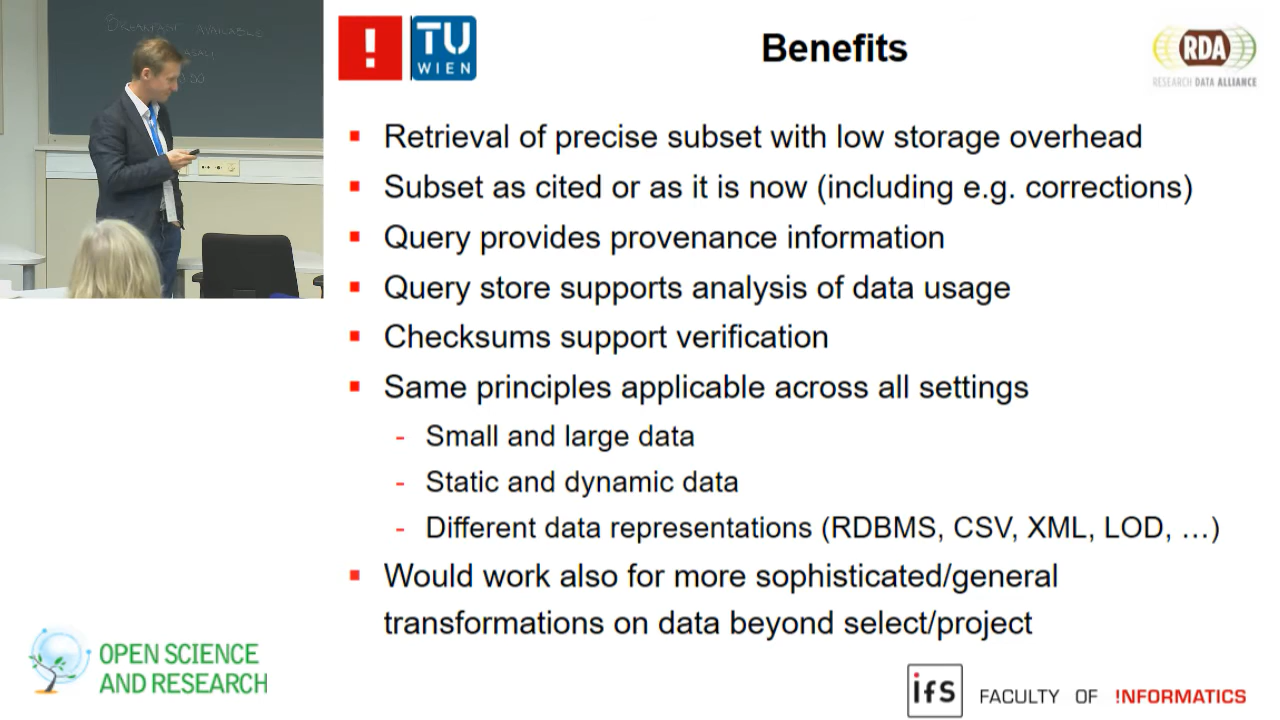 BREAKFAST AVAILABLE
!
TU
WIEN
Benefits
RDA
RESEARCH DATA ALLIANCE
▪ Retrieval of precise subset with low storage overhead
▪ Subset as cited or as it is now (including e.g. corrections)
▪ Query provides provenance information
▪ Query store supports analysis of data usage
▪ Checksums support verification
▪ Same principles applicable across all settings
- Small and large data
- Static and dynamic data
- Different data representations (RDBMS, CSV, XML, LOD, …)
▪ Would work also for more sophisticated/general
transformations on data beyond select/project
OPEN SCIENCE
AND RESEARCH
ifs
FACULTY OF !NFORMATICS